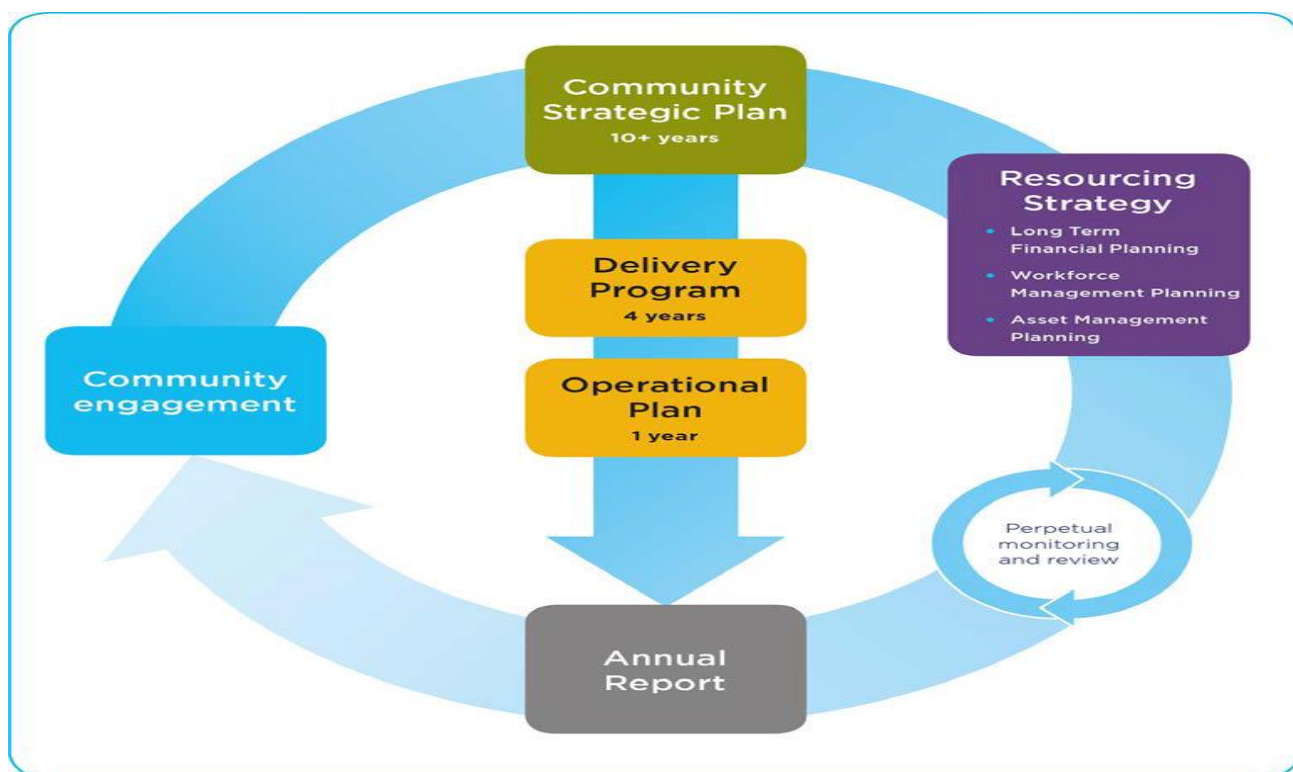 Community
Strategic Plan
10+ years
Resourcing
Strategy
• Long Term
Financial Planning
• Workforce
Management Planning
• Asset Management
Planning
Delivery
Program
4 years
Community
engagement
Operational
Plan
1 year
Perpetual
monitoring
and review
Annual
Report